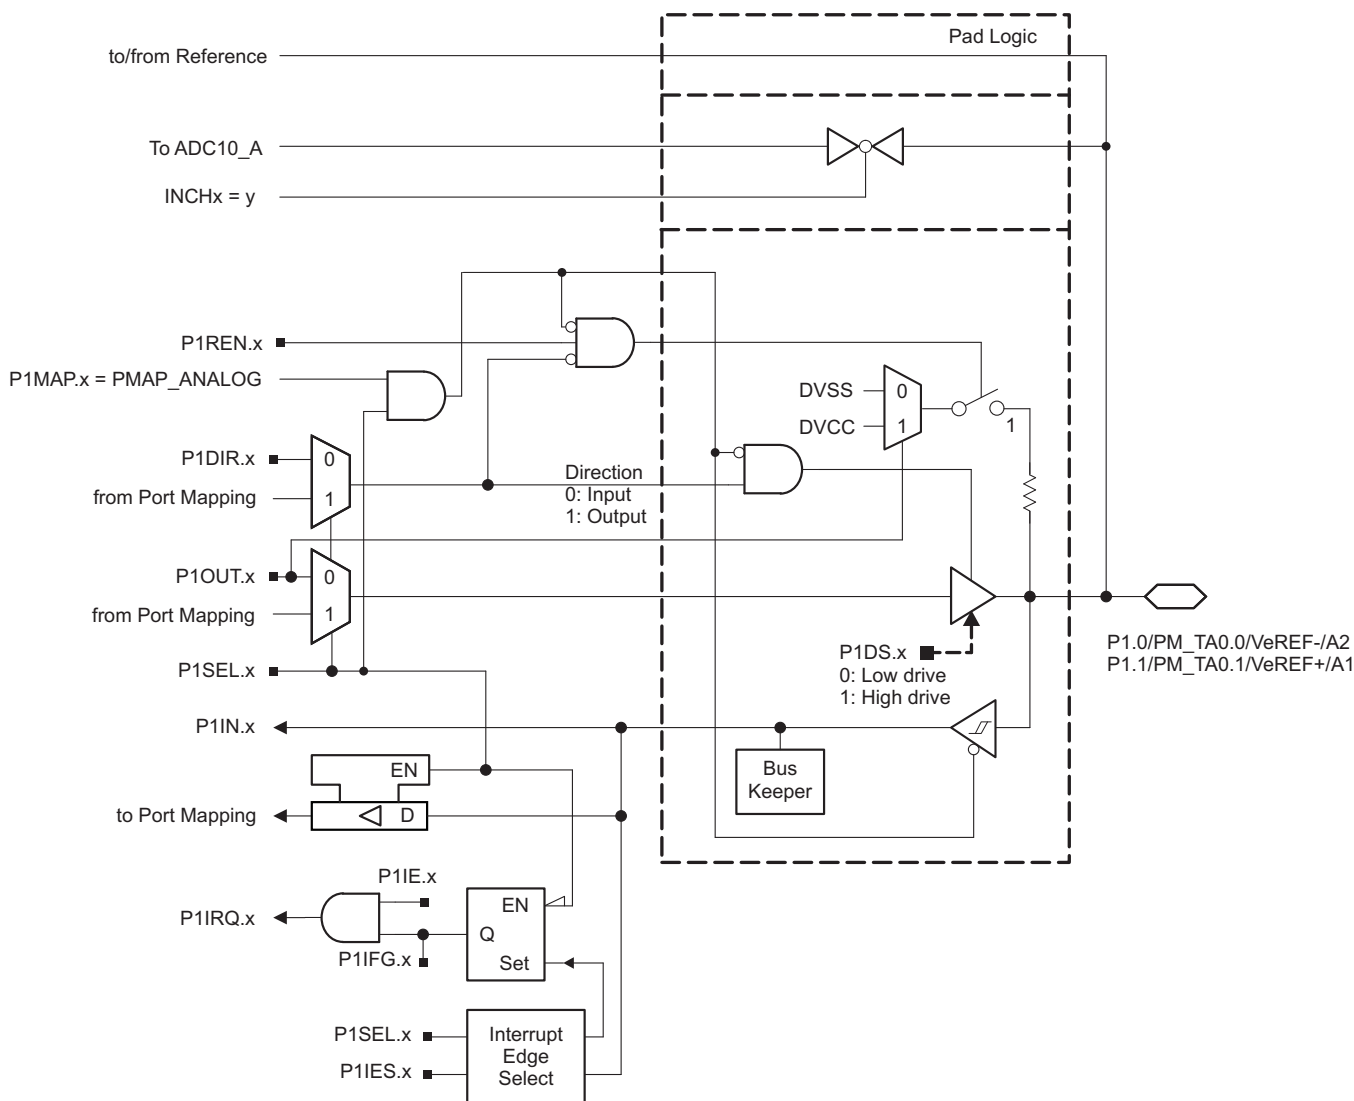 Pad Logic
to/from Reference
To ADC10_A
INCHx = y
P1REN.x
P1MAP.x = PMAP_ANALOG
DVSS
0
DVCC
1
1
P1DIR.x
0
from Port Mapping
1
Direction
0: Input
1: Output
P1OUT.x
0
from Port Mapping
1
P1SEL.x
P1DS.x
0: Low drive
1: High drive
P1.0/PM_TA0.0/VeREF-/A2
P1.1/PM_TA0.1/VeREF+/A1
P1IN.x
Bus
Keeper
EN
to Port Mapping
D
P1IE.x
P1IRQ.x
EN
Q
P1IFG.x
Set
P1SEL.x
P1IES.x
Interrupt
Edge
Select